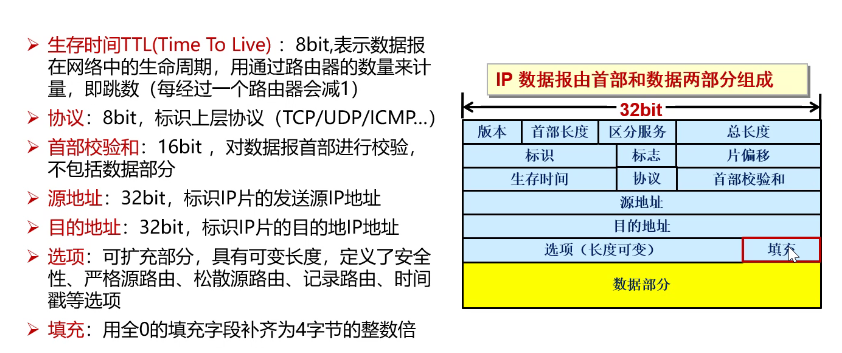 ➢ 生存时间TTL(Time To Live) ：8bit,表示数据报
在网络中的生命周期，用通过路由器的数量来计
量，即跳数（每经过一个路由器会减1）
➢ 协议：8bit，标识上层协议（TCP/UDP/ICMP…）
➢ 首部校验和：16bit ，对数据报首部进行校验，
不包括数据部分
➢ 源地址：32bit，标识IP片的发送源IP地址
➢ 目的地址：32bit，标识IP片的目的地IP地址
➢ 选项：可扩充部分，具有可变长度，定义了安全
性、严格源路由、松散源路由、记录路由、时间
戳等选项
➢ 填充：用全0的填充字段补齐为4字节的整数倍
IP 数据报由首部和数据两部分组成
32bit
版本 首部长度 区分服务 总长度
标识 标志 片偏移
生存时间 协议 首部校验和
源地址
目的地址
选项（长度可变） 填充
数据部分